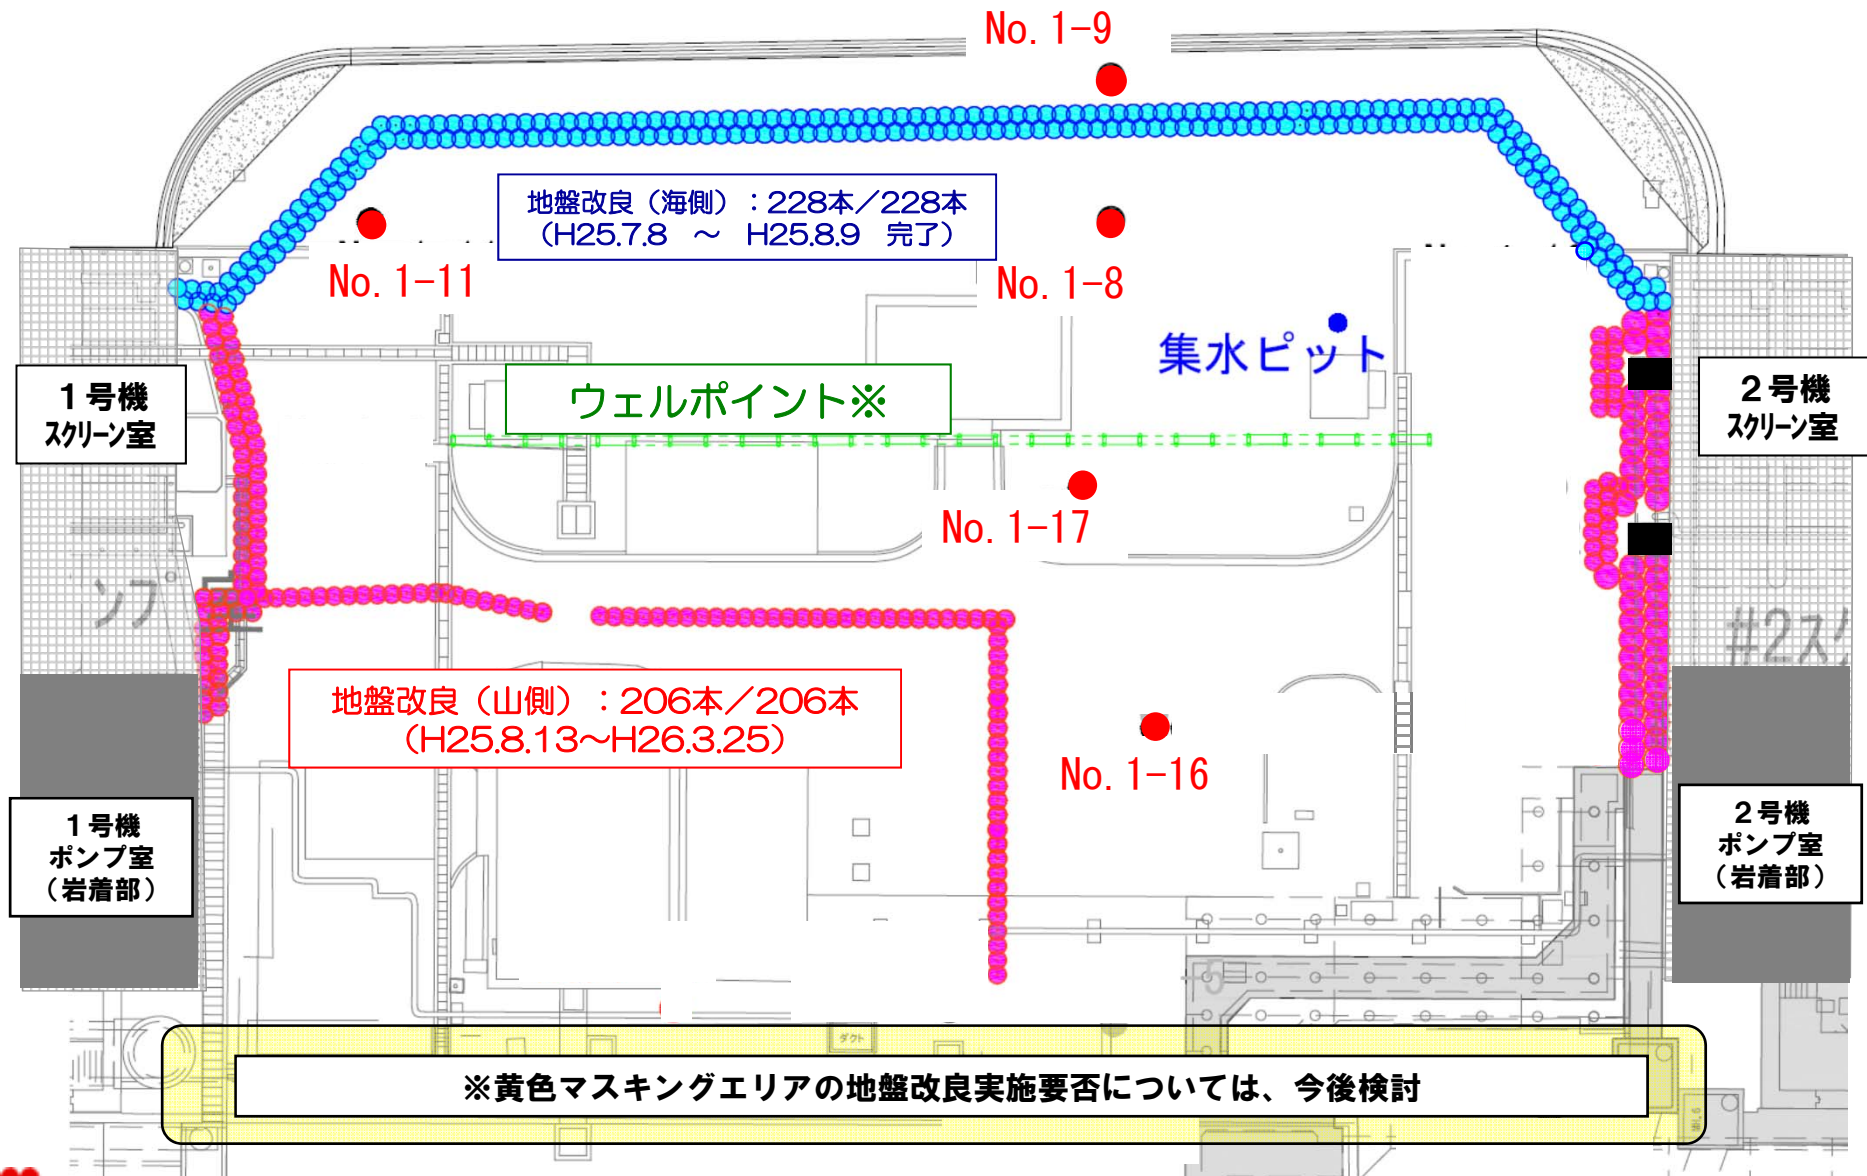 No. 1-9
地盤改良（海側）：228本／228本
（H25.7.8　～　H25.8.9　完了）
No. 1-11
No. 1-8
集水ピット
1号機
スクリーン室
ウェルポイント※
2号機
スクリーン室
No. 1-17
ンプ
#2ス
地盤改良（山側）：206本／206本
（H25.8.13～H26.3.25）
No. 1-16
1号機
ポンプ室
（岩着部）
2号機
ポンプ室
（岩着部）
ダクト
※黄色マスキングエリアの地盤改良実施要否については、今後検討